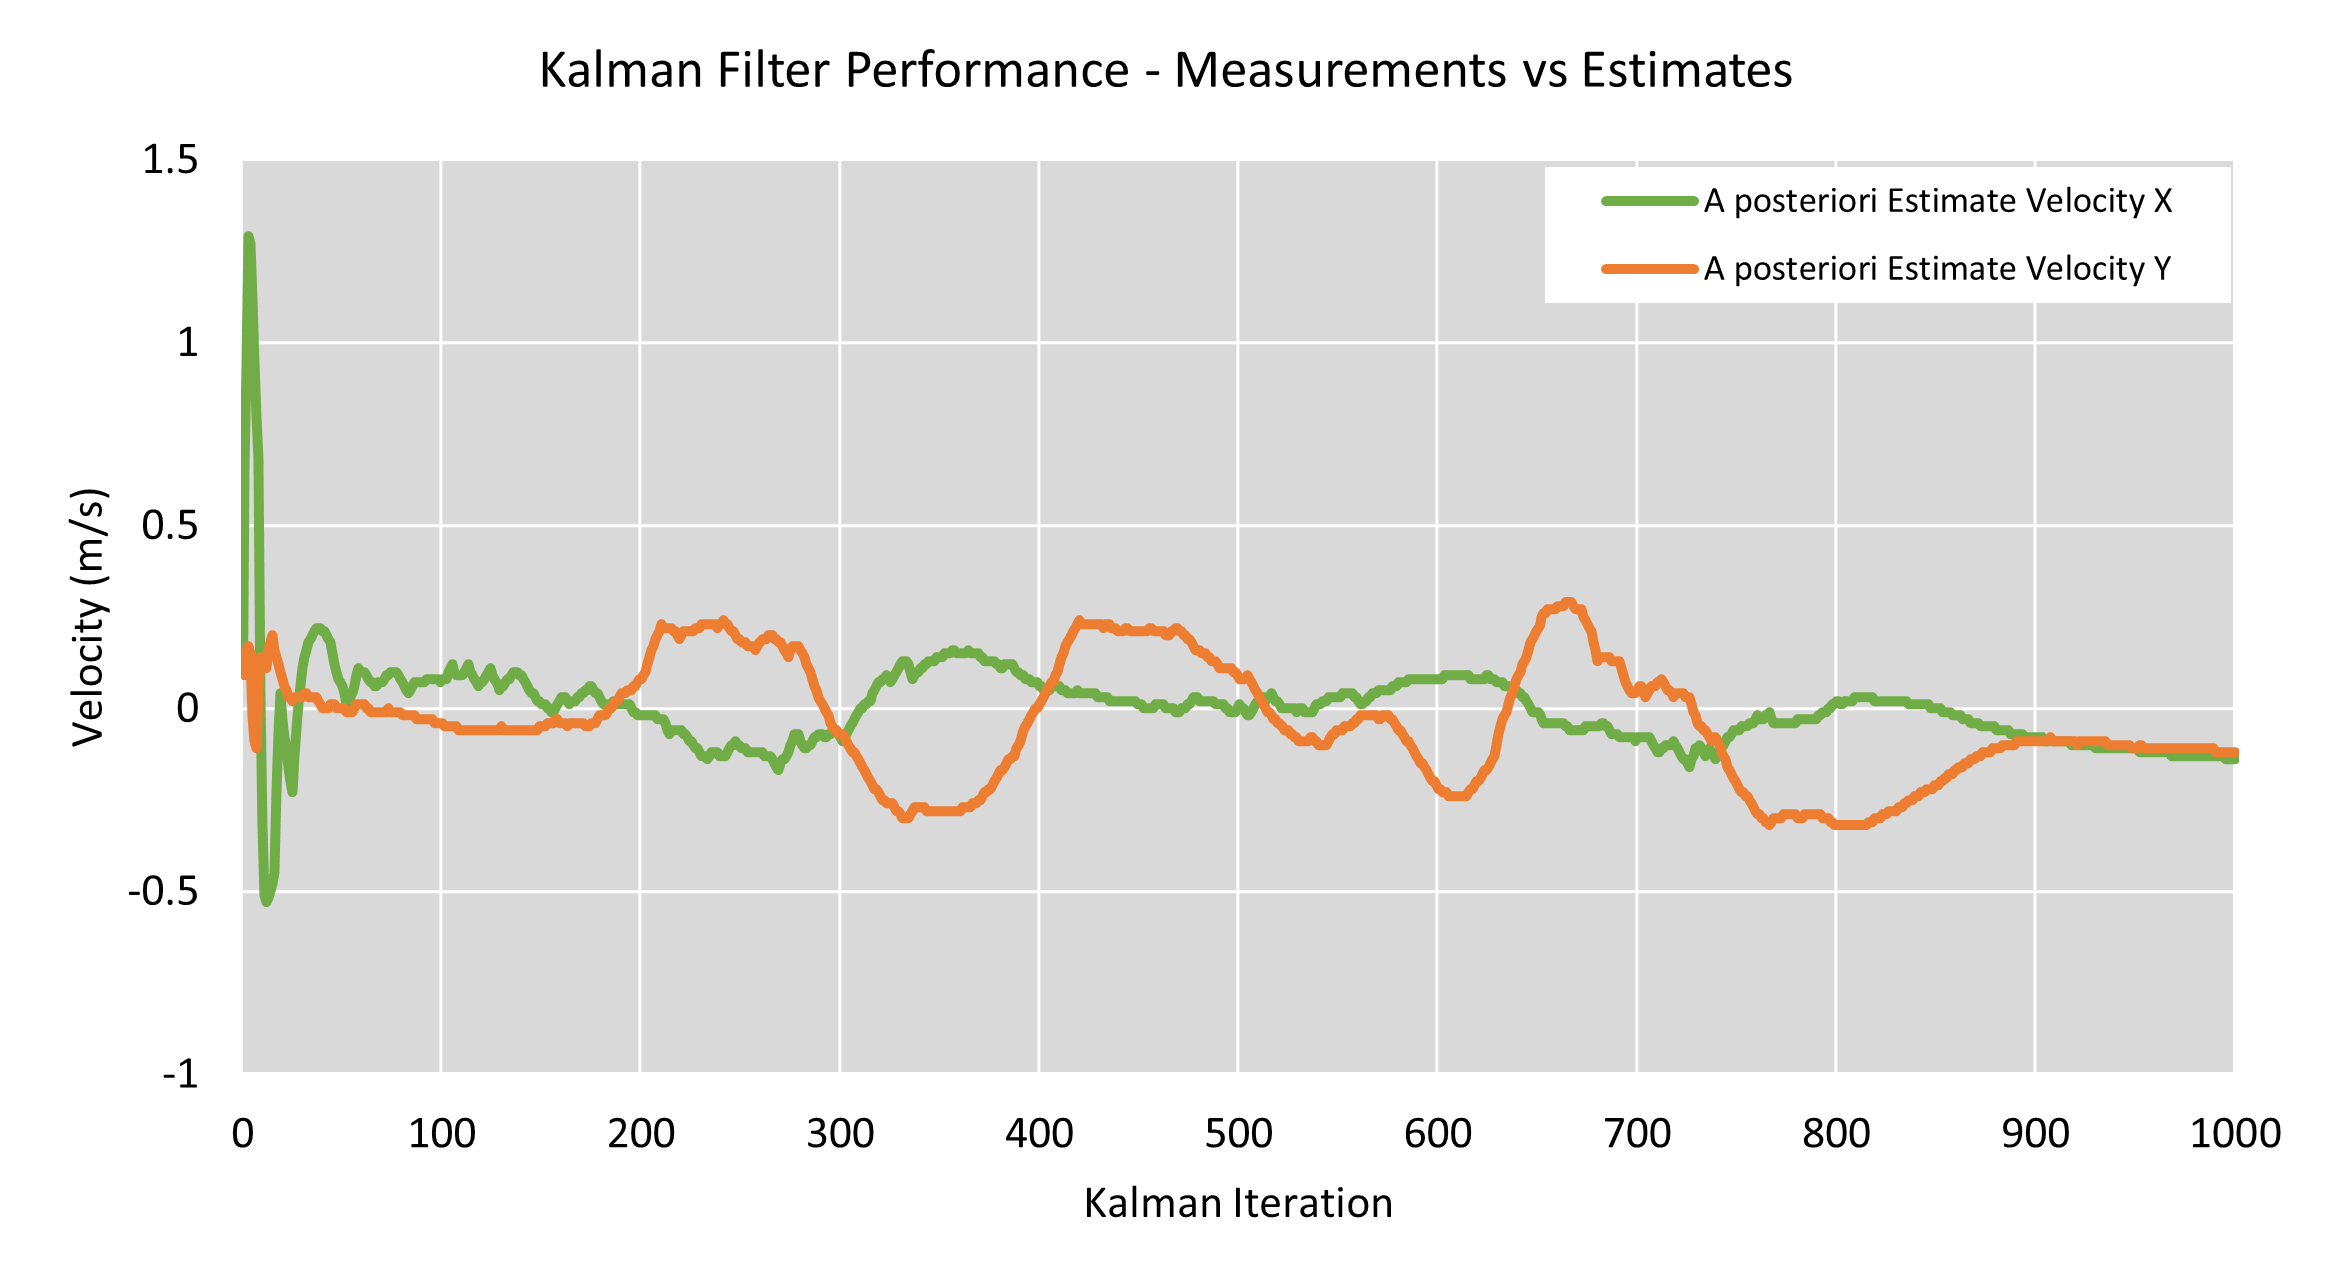 Kalman Filter Performance - Measurements vs Estimates
1.5
A posteriori Estimate Velocity X
A posteriori Estimate Velocity Y
1
0.5
0
-0.5
-1
Velocity (m/s)
0 100 200 300 400 500 600 700 800 900 1000
Kalman Iteration